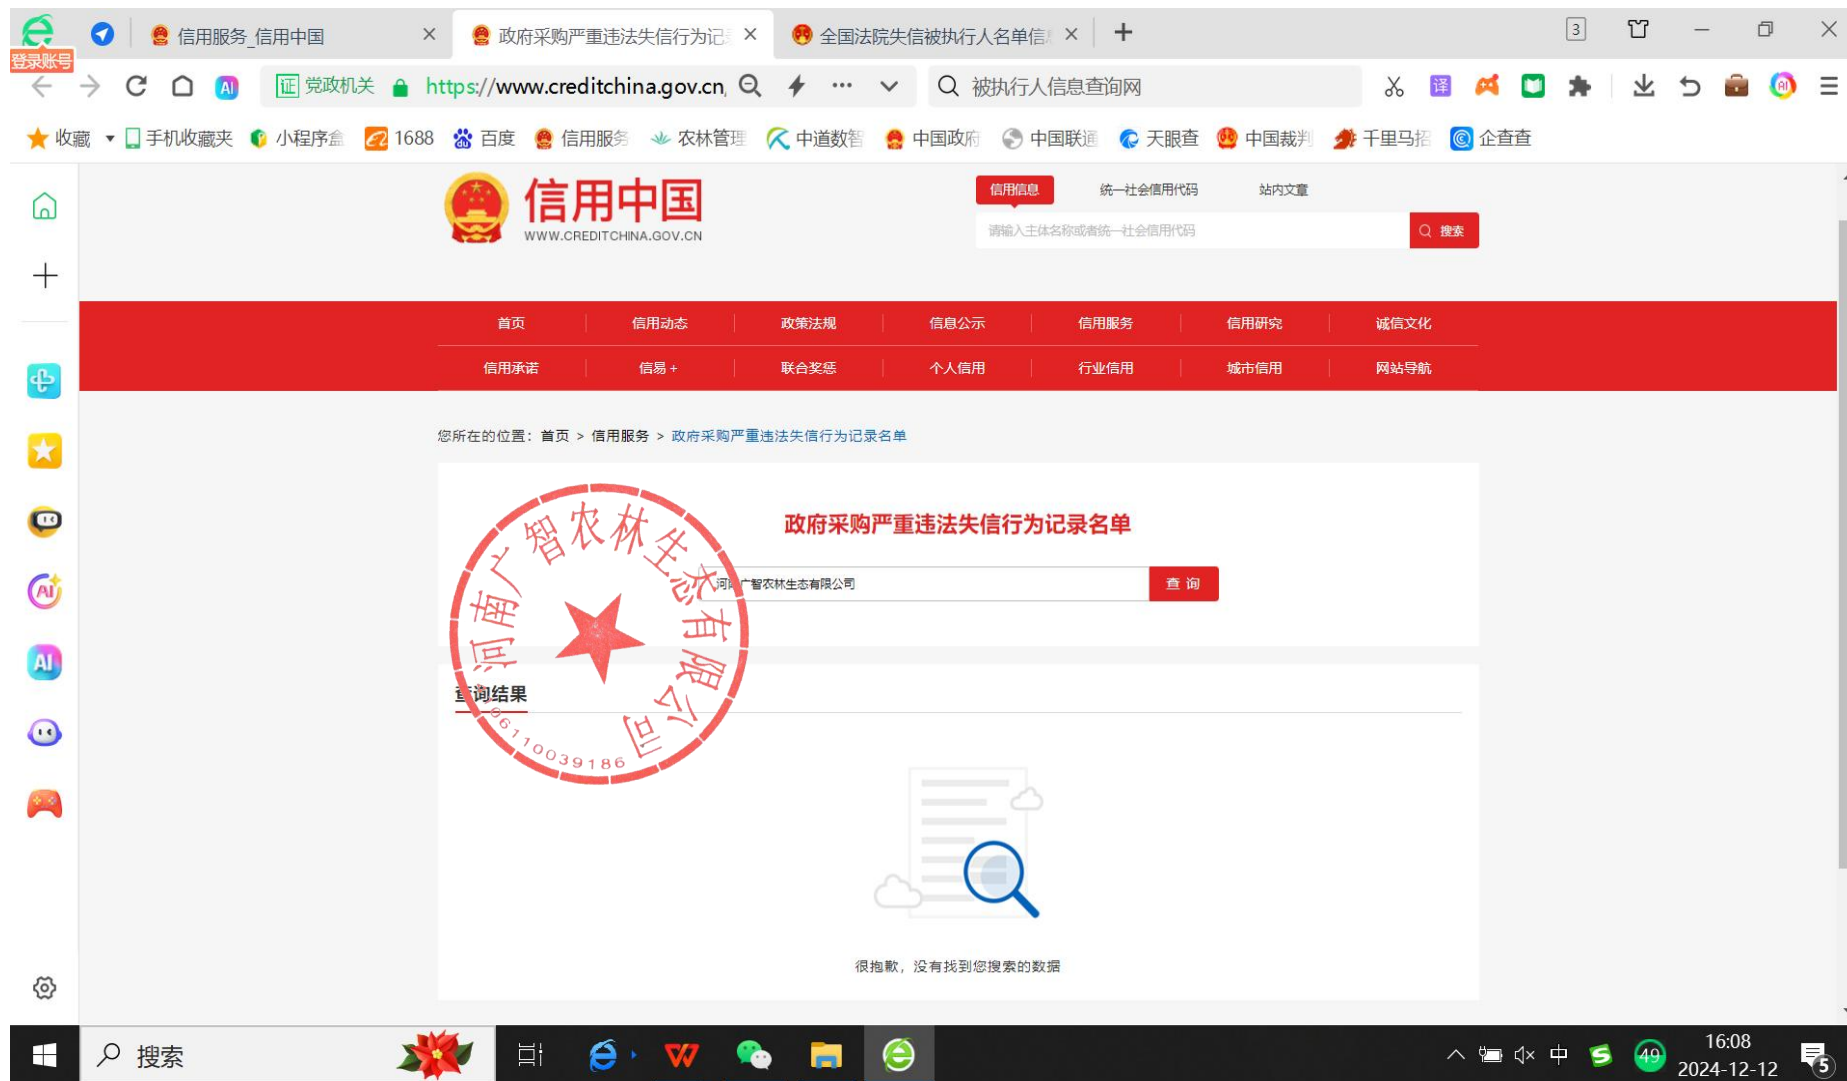 信用服务_信用中国
政府采购严重违法失信行为记
全国法院失信被执行人名单信
3
登录账号
证 党政机关
https://www.creditchina.gov.cn
被执行人信息查询网
译
收藏
手机收藏夹
小程序盒
1688
百度
信用服务
农林管理
中道数智
中国政府
中国联通
天眼查
中国裁判
千里马招
企查查
信用中国
WWW.CREDITCHINA.GOV.CN
信用信息
统一社会信用代码
站内文章
请输入主体名称或者统一社会信用代码
搜索
首页
信用动态
政策法规
信息公示
信用服务
信用研究
诚信文化
信用承诺
信易+
联合奖惩
个人信用
行业信用
城市信用
网站导航
您所在的位置：首页 > 信用服务 > 政府采购严重违法失信行为记录名单
政府采购严重违法失信行为记录名单
河南广智农林生态有限公司
查询
河南广智农林生态有限公司
06110039186
查询结果
很抱歉，没有找到您搜索的数据
搜索
中
49
16:08
2024-12-12
5